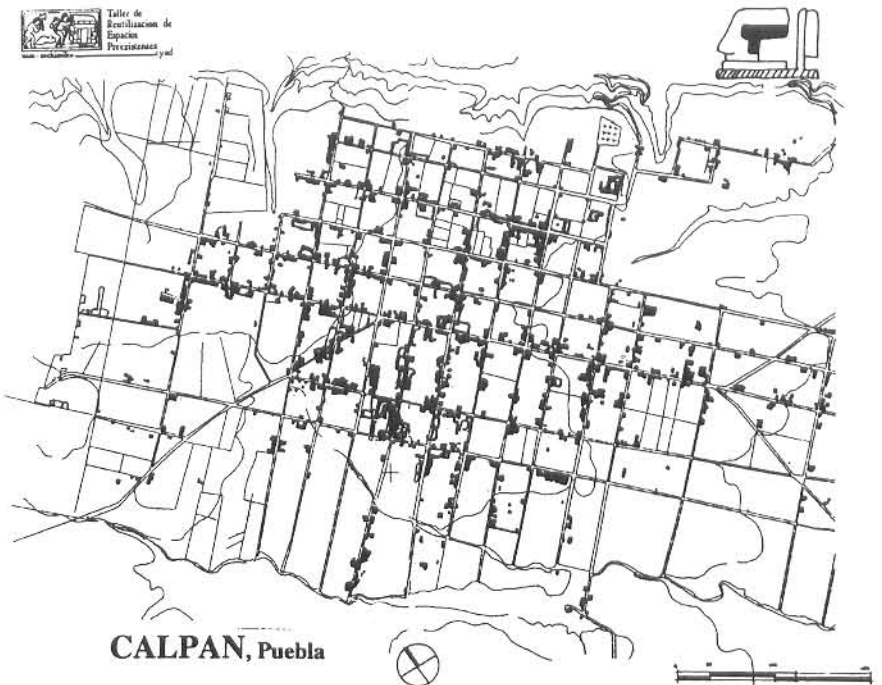 Taller de
Reutilizacion de
Espacios
Preexistentes
CALPAN, Puebla